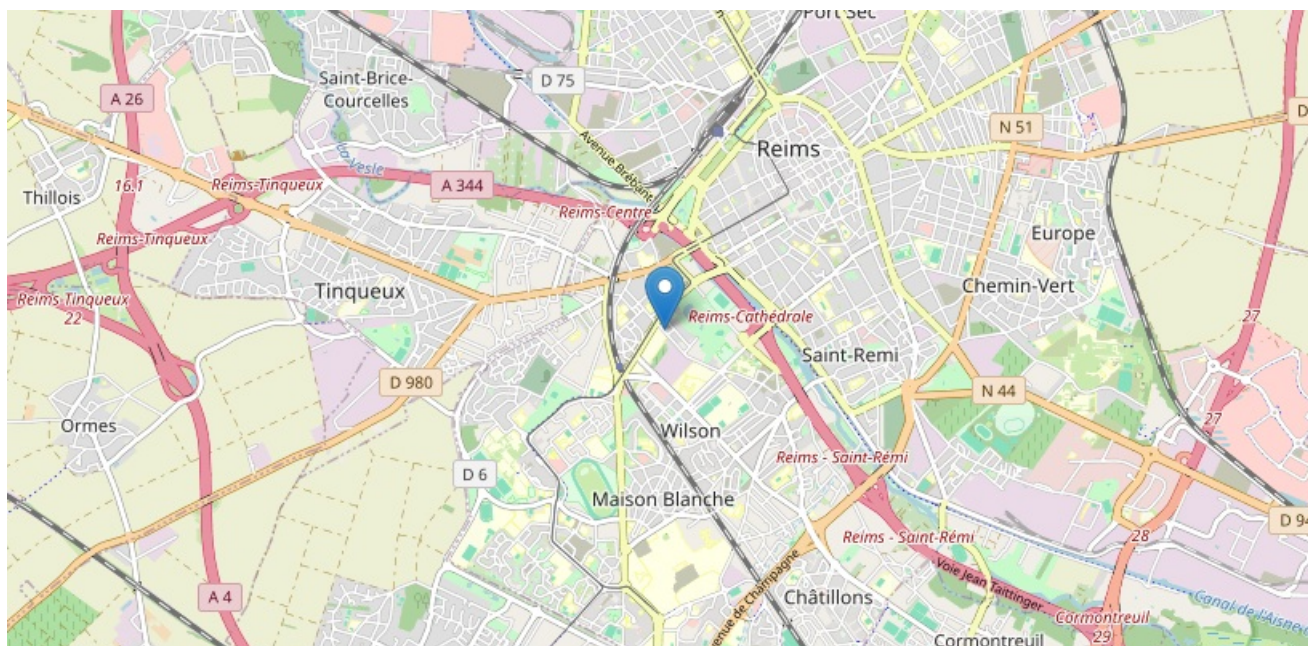 Port Sec
Saint-Brice-
Courcelles
D 75
A 26
N 51
D
Avenue Brébant
Reims
La Vesle
A 344
Reims-Tinqueux
16.1
Thillois
Reims-Centre
Reims-Tinqueux
Europe
Chemin-Vert
Tinqueux
Reims-Tinqueux
22
Reims-Cathédrale
27
Saint-Remi
D 980
N 44
Ormes
27
Wilson
Reims - Saint-Rémi
D 6
Maison Blanche
D 94
28
Reims - Saint-Rémi
Voie Jean Taittinger
A 4
enue de Champagne
Châtillons
Canal de l'Aisne
Cormontreuil
29
Cormontreuil